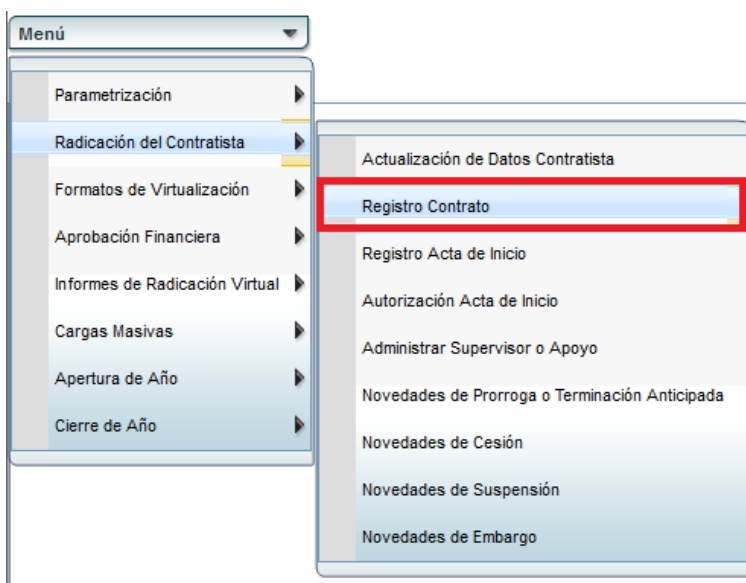 Menú
Parametrización
Radicación del Contratista
Formatos de Virtualización
Aprobación Financiera
Informes de Radicación Virtual
Cargas Masivas
Apertura de Año
Cierre de Año
Actualización de Datos Contratista
Registro Contrato
Registro Acta de Inicio
Autorización Acta de Inicio
Administrar Supervisor o Apoyo
Novedades de Prorroga o Terminación Anticipada
Novedades de Cesión
Novedades de Suspensión
Novedades de Embargo